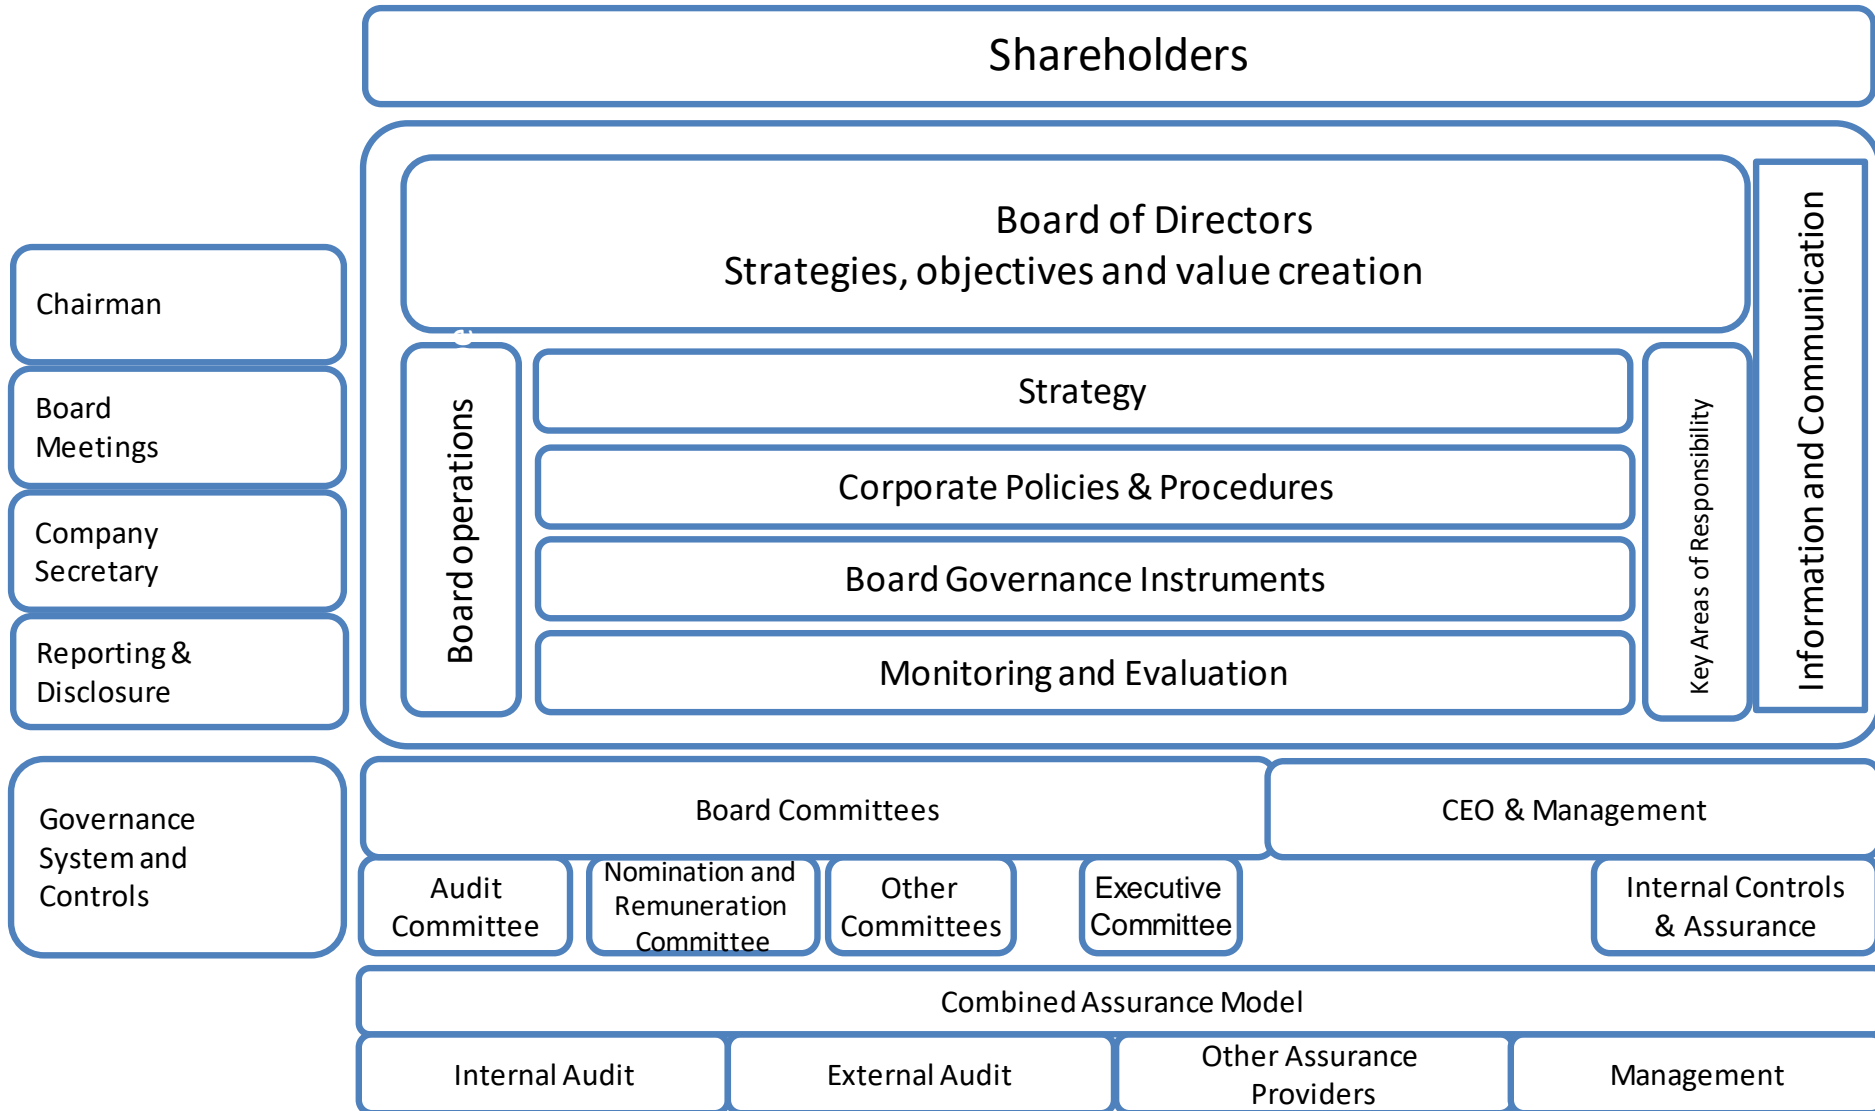 Shareholders
Board of Directors
Strategies, objectives and value creation
Information and Communication
Chairman
Board
Meetings
Company
Secretary
Reporting &
Disclosure
Board operations
Strategy
Corporate Policies & Procedures
Board Governance Instruments
Monitoring and Evaluation
Key Areas of Responsibility
Governance
System and
Controls
Board Committees
CEO & Management
Audit
Committee
Nomination and
Remuneration
Committee
Other
Committees
Executive
Committee
Internal Controls
& Assurance
Combined Assurance Model
Internal Audit
External Audit
Other Assurance
Providers
Management